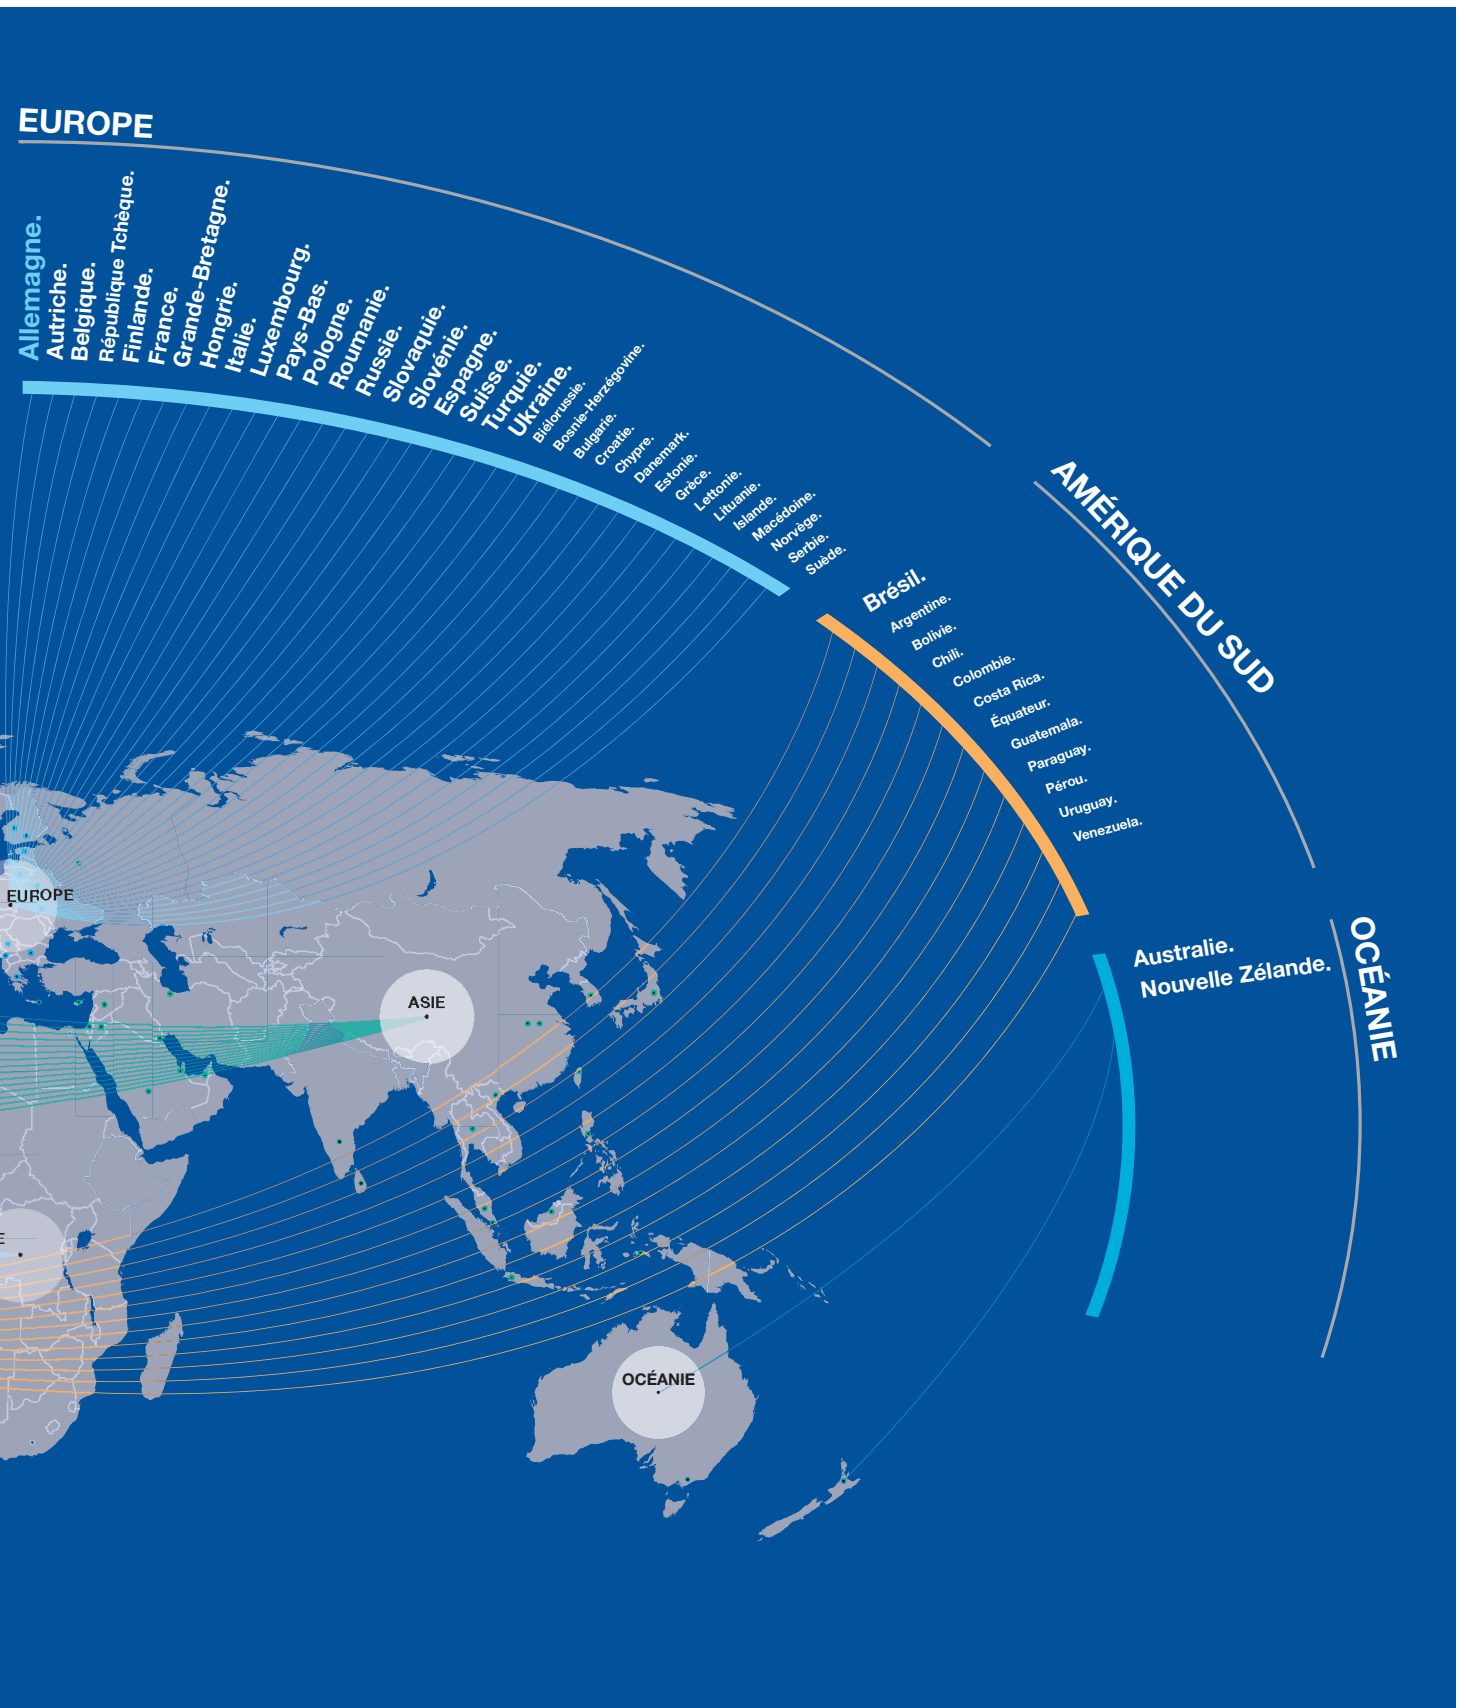 EUROPE
Allemagne.
Autriche.
Belgique.
République Tchèque.
Finlande.
France.
Grande-Bretagne.
Hongrie.
Italie.
Luxembourg.
Pays-Bas.
Pologne.
Roumanie.
Russie.
Slovaquie.
Slovénie.
Espagne.
Suisse.
Turquie.
Ukraine.
Biélorussie.
Bosnie-Herzégovine.
Bulgarie.
Croatie.
Chypre.
Danemark.
Estonie.
Grèce.
Lettonie.
Lituanie.
Islande.
Macédoine.
Norvège.
Serbie.
Suède.
AMÉRIQUE DU SUD
Brésil.
Argentine.
Bolivie.
Chili.
Colombie.
Costa Rica.
Équateur.
Guatemala.
Paraguay.
Pérou.
Uruguay.
Venezuela.
OCÉANIE
Australie.
Nouvelle Zélande.
EUROPE
ASIE
E
OCÉANIE